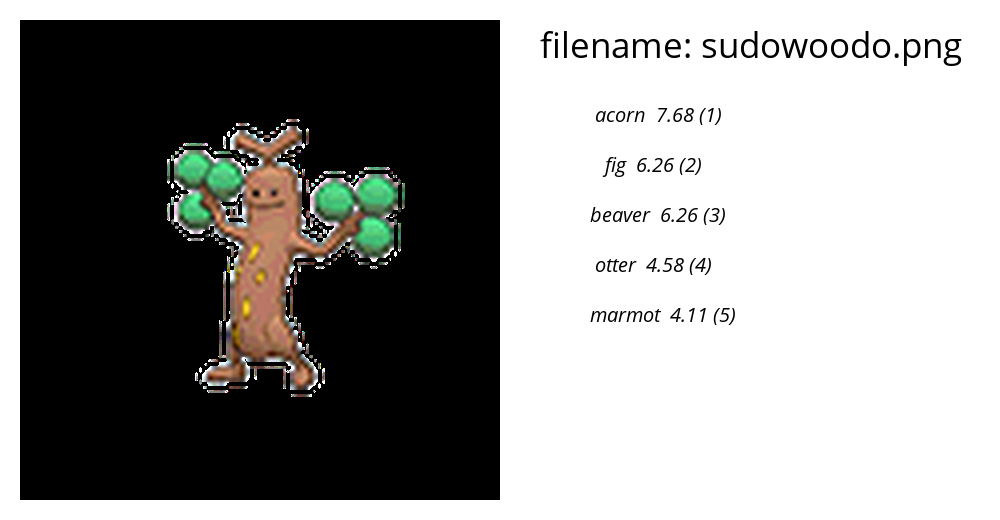 filename: sudowoodo.png
acorn 7.68 (1)
fig 6.26 (2)
beaver 6.26 (3)
otter 4.58 (4)
marmot 4.11 (5)